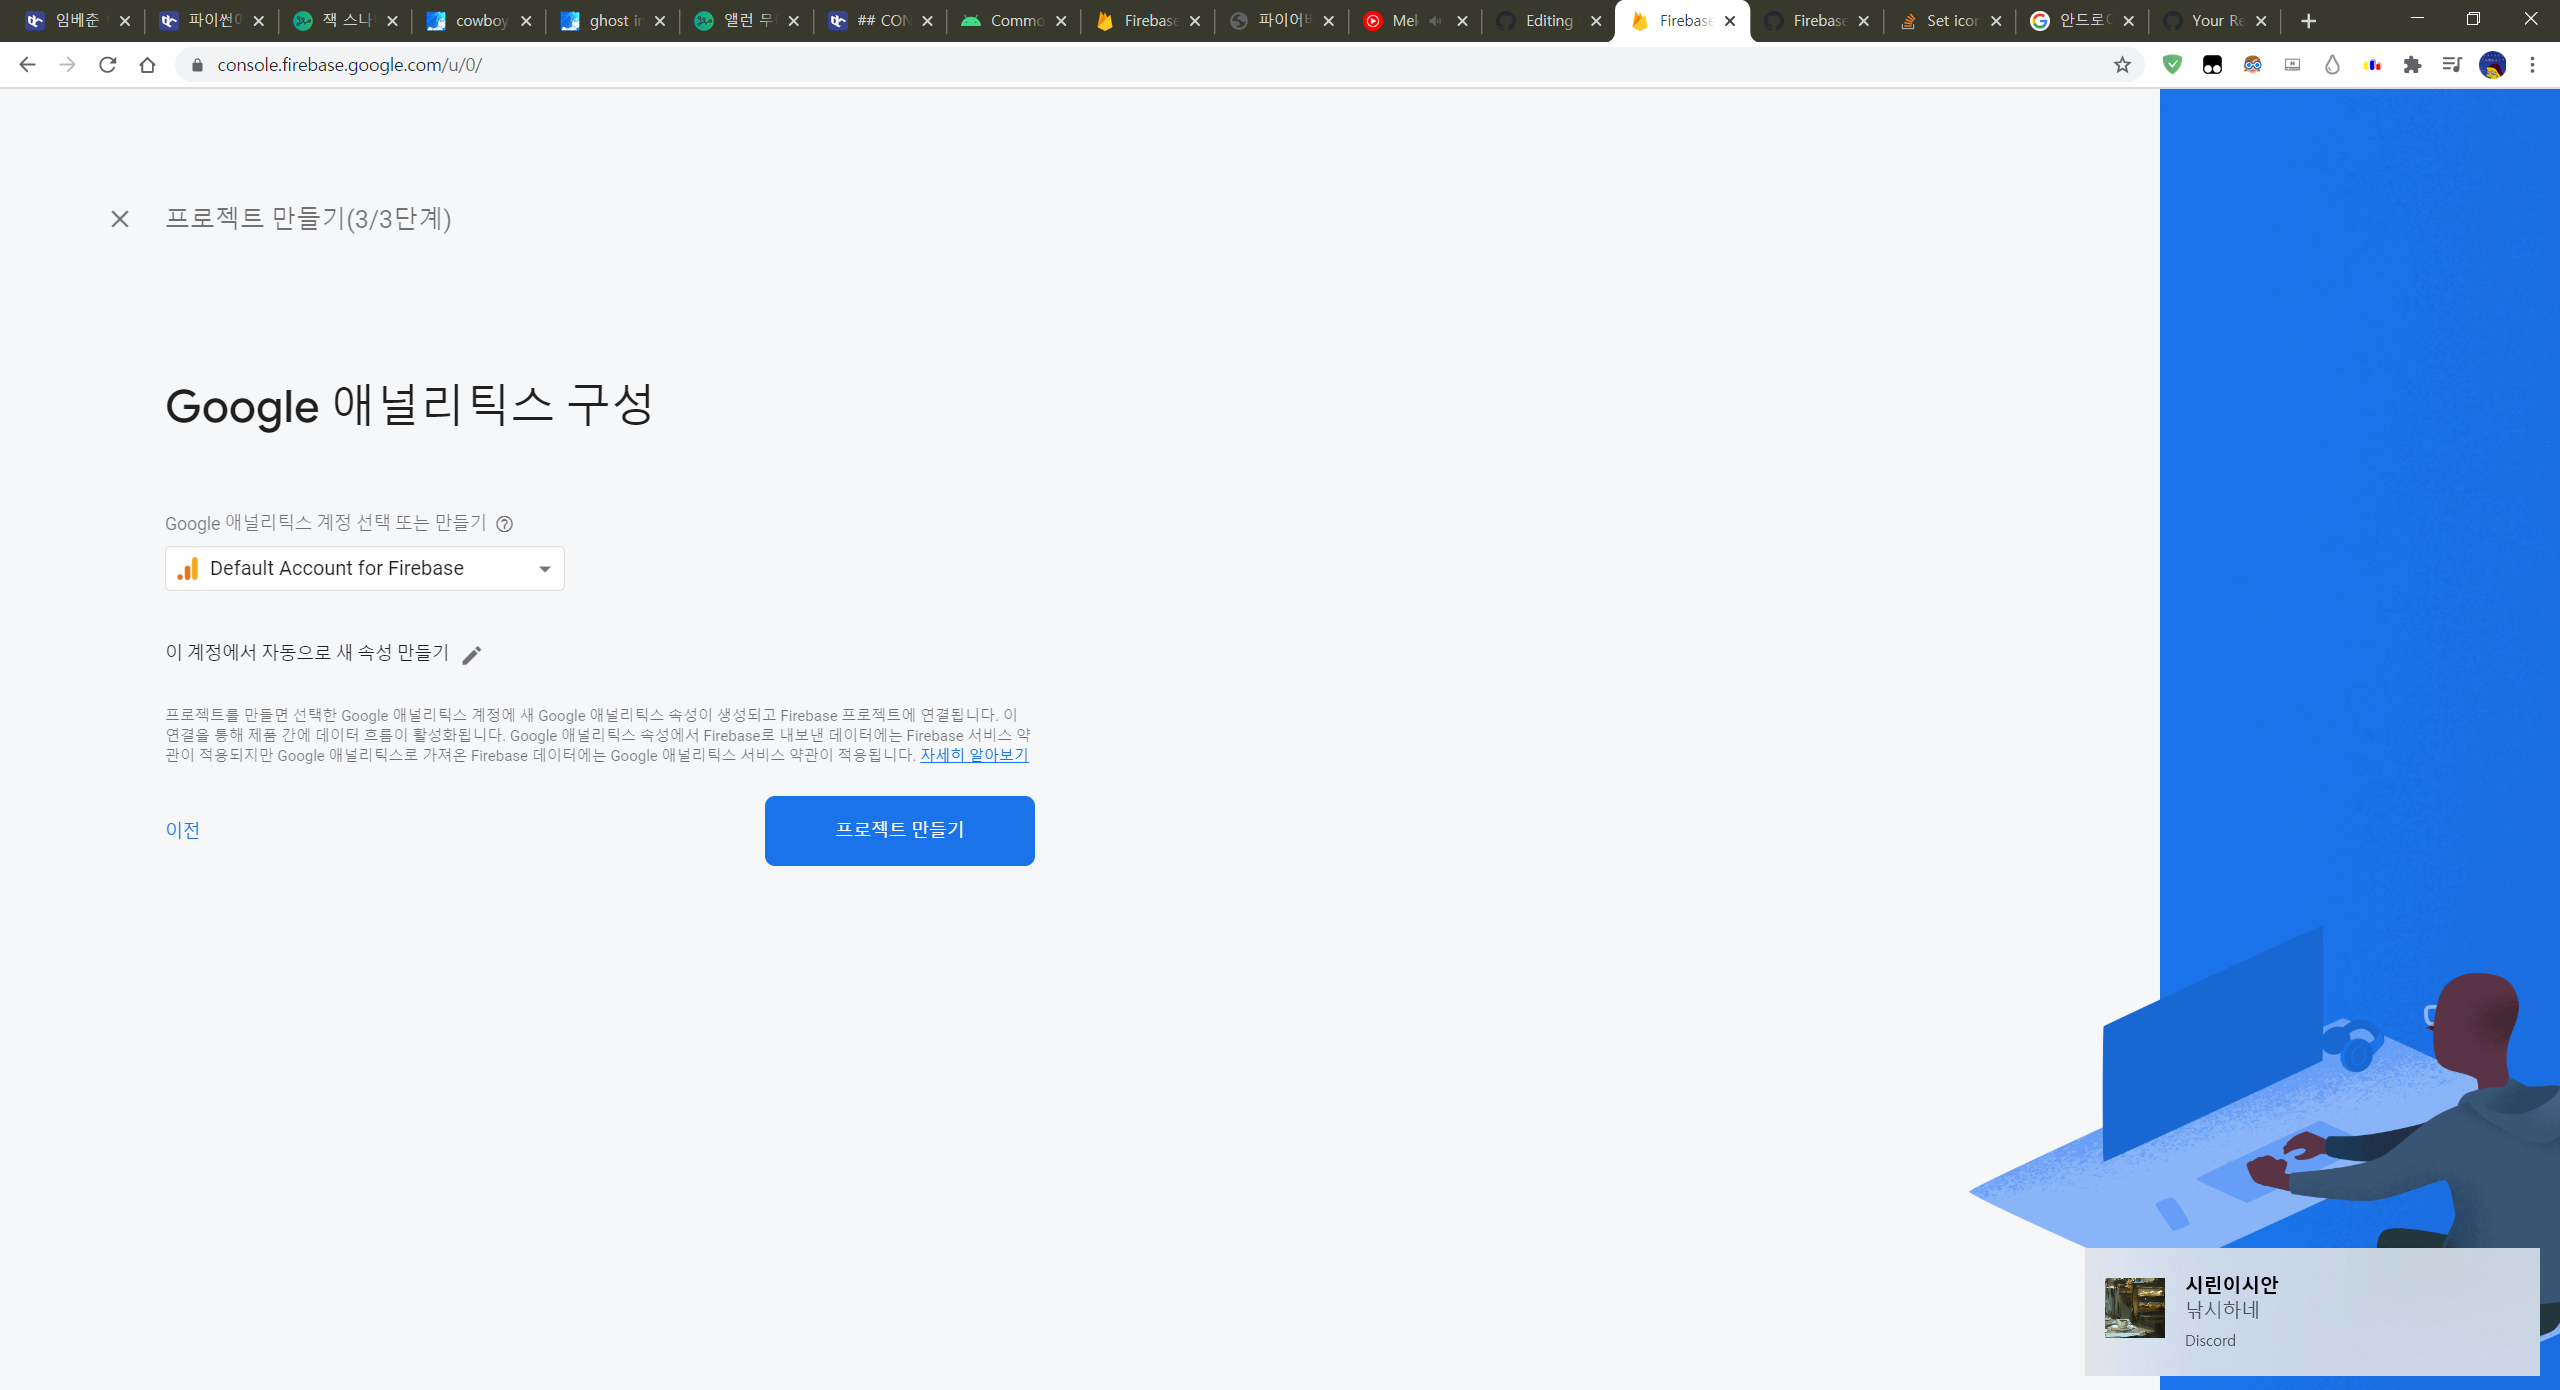 임베춘
파이썬
잭 스나
cowboy
ghost in
앨런 무
## CON
Commo
Firebase
파이어
Mel
Editing
Firebase
Firebase
Set icon
안드로이
Your Re
console.firebase.google.com/u/0/
프로젝트 만들기(3/3단계)
Google 애널리틱스 구성
Google 애널리틱스 계정 선택 또는 만들기
Default Account for Firebase
이 계정에서 자동으로 새 속성 만들기
프로젝트를 만들면 선택한 Google 애널리틱스 계정에 새 Google 애널리틱스 속성이 생성되고 Firebase 프로젝트에 연결됩니다. 이
연결을 통해 제품 간에 데이터 흐름이 활성화됩니다. Google 애널리틱스 속성에서 Firebase로 내보낸 데이터에는 Firebase 서비스 약
관이 적용되지만 Google 애널리틱스로 가져온 Firebase 데이터에는 Google 애널리틱스 서비스 약관이 적용됩니다. 자세히 알아보기
이전
프로젝트 만들기
시린이시안
낚시하네
Discord